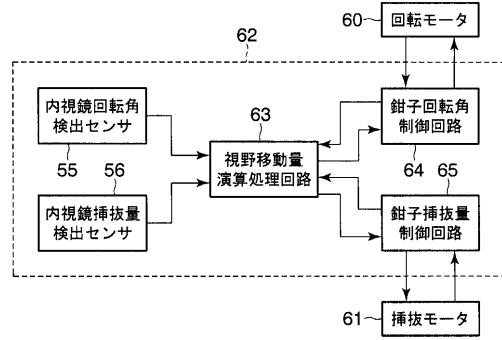 60
回転モータ
62
内視鏡回転角
検出センサ
55
56
内視鏡挿抜量
検出センサ
63
視野移動量
演算処理回路
鉗子回転角
制御回路
64
65
鉗子挿抜量
制御回路
61
挿抜モータ